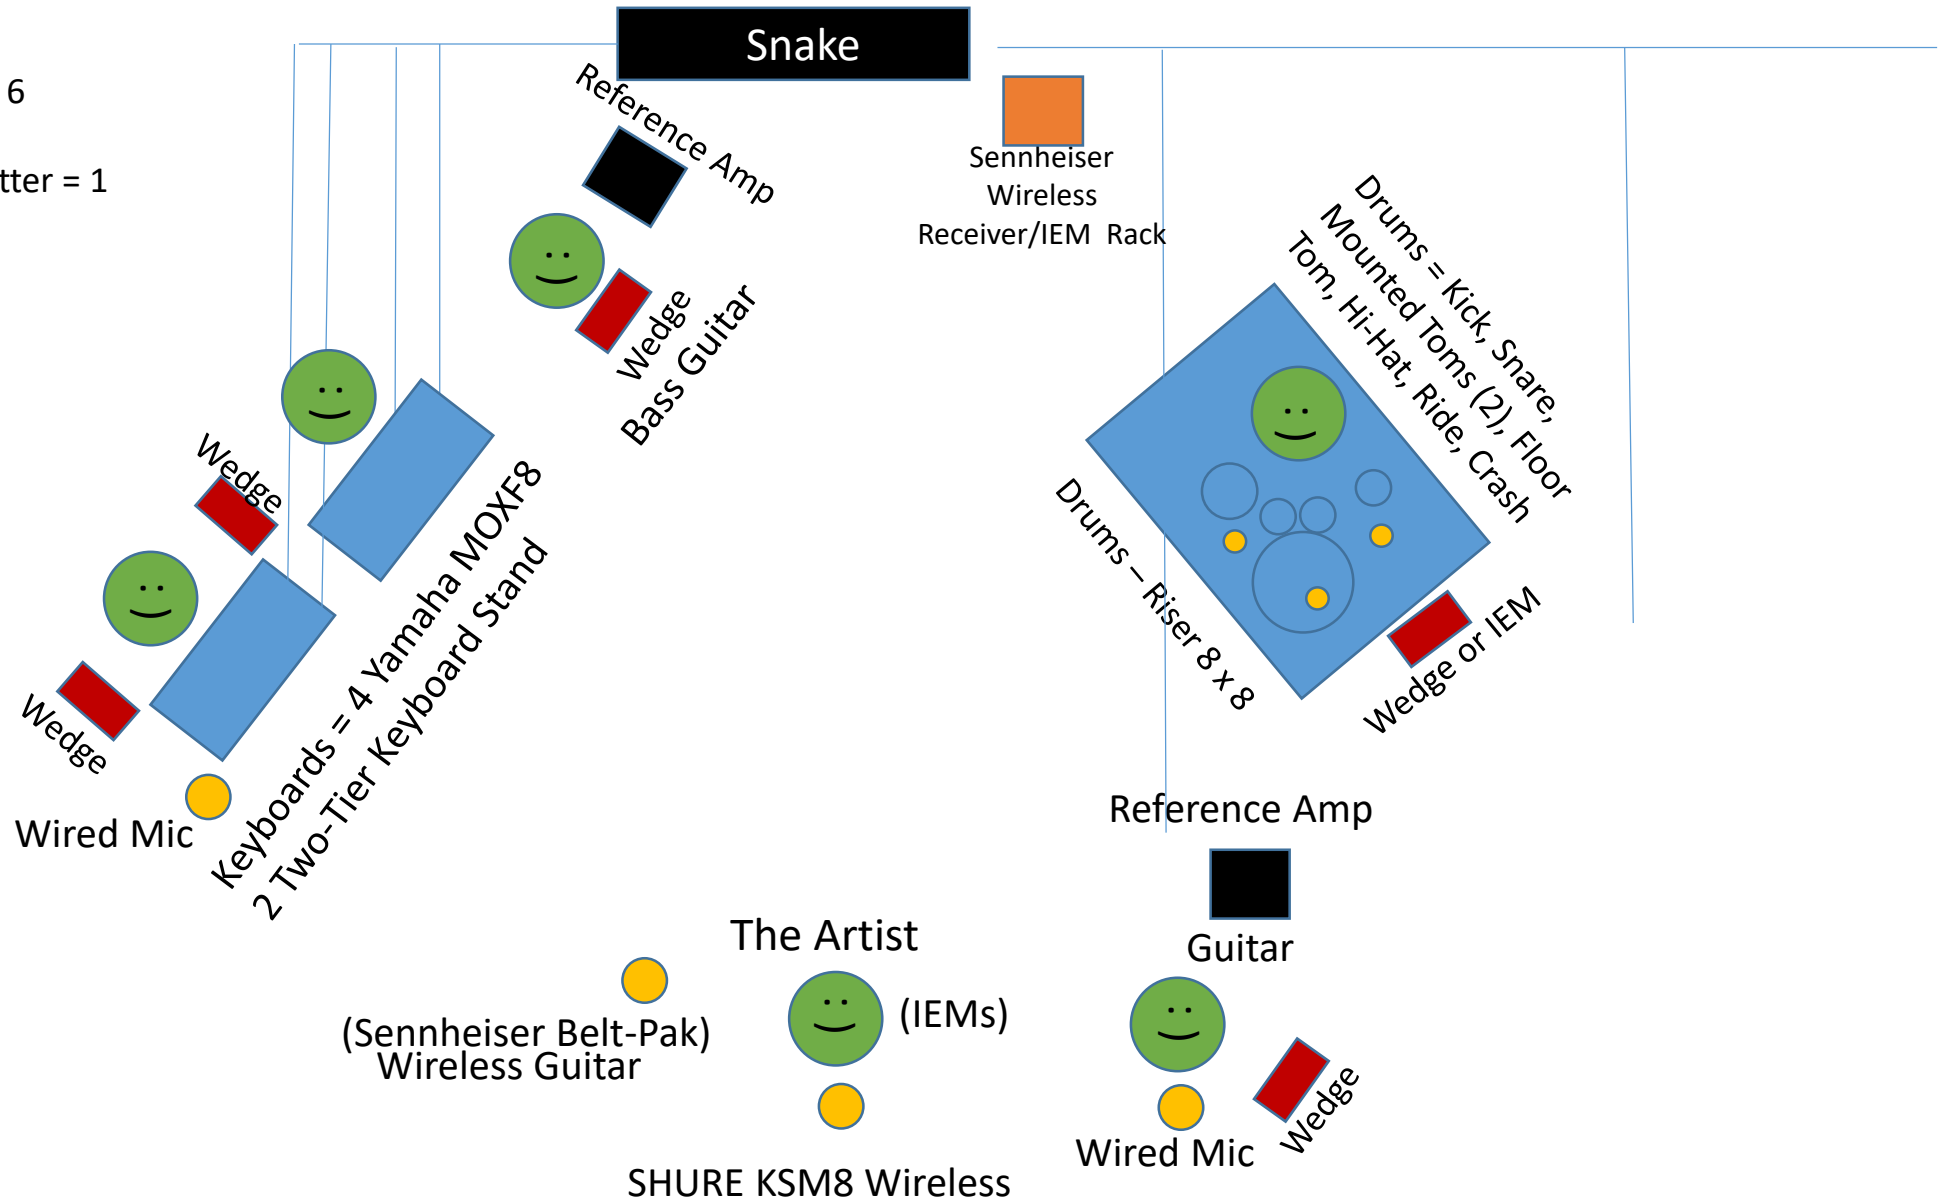 Snake
6
tter = 1
Reference Amp
Sennheiser
Wireless
Receiver/IEM Rack
Drums = Kick, Snare,
Mounted Toms (2), Floor
Tom, Hi-Hat, Ride, Crash
Wedge
Bass Guitar
Wedge
Wedge
Keyboards = 4 Yamaha MOXF8
2 Two-Tier Keyboard Stand
Wired Mic
Drums – Riser 8 x 8
Wedge or IEM
Reference Amp
Guitar
The Artist
(IEMs)
(Sennheiser Belt-Pak)
Wireless Guitar
Wedge
Wired Mic
SHURE KSM8 Wireless